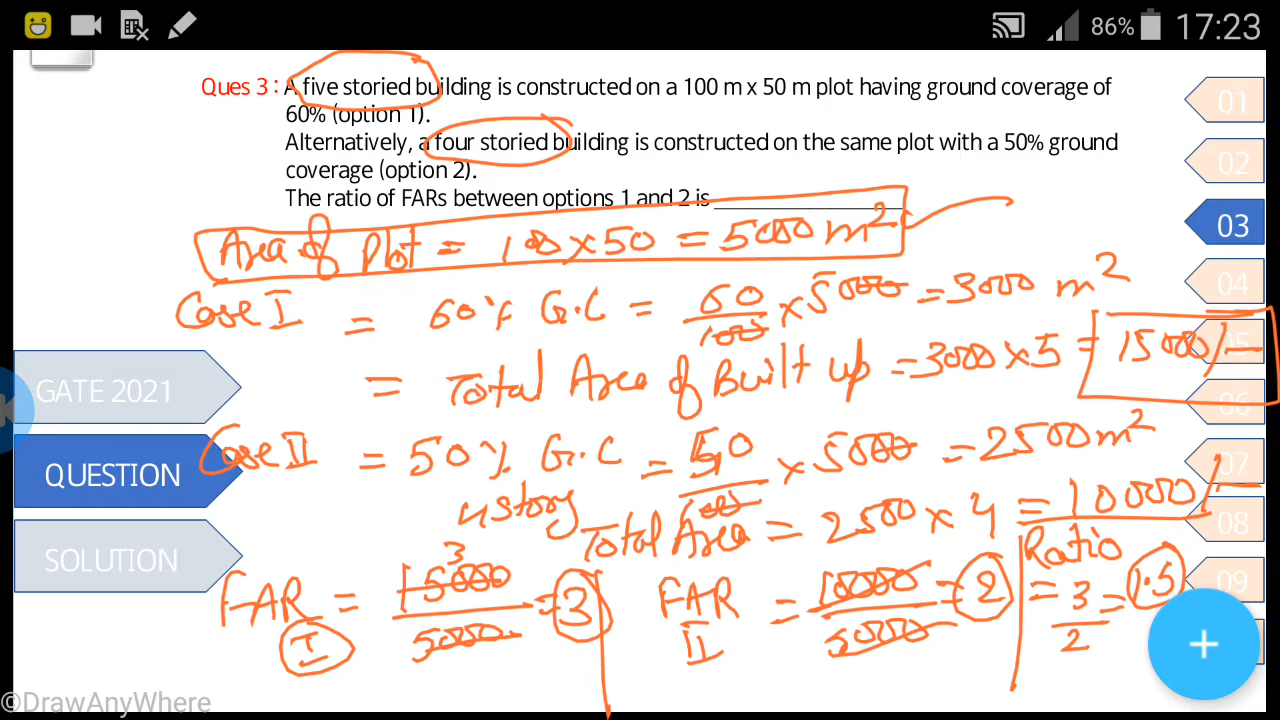 86% 17:23
Ques 3 : A five storied building is constructed on a 100 m x 50 m plot having ground coverage of
60% (option 1).
Alternatively, a four storied building is constructed on the same plot with a 50% ground
coverage (option 2).
The ratio of FARs between options 1 and 2 is ____________________
Area of Plot = 100 x 50 = 5000 m²
Case I = 60% G.C = 60/100 x 5000 = 3000 m²
= Total Area of Built up = 3000 x 5 = 15000/-
Case II = 50% G.C = 50/100 x 5000 = 2500 m²
4 story Total Area = 2500 x 4 = 10000/-
FAR I = 15000/5000 = 3
FAR II = 10000/5000 = 2
Ratio
= 3/2 = 1.5
GATE 2021
QUESTION
SOLUTION
01
02
03
04
05
06
07
08
09
+
©DrawAnyWhere